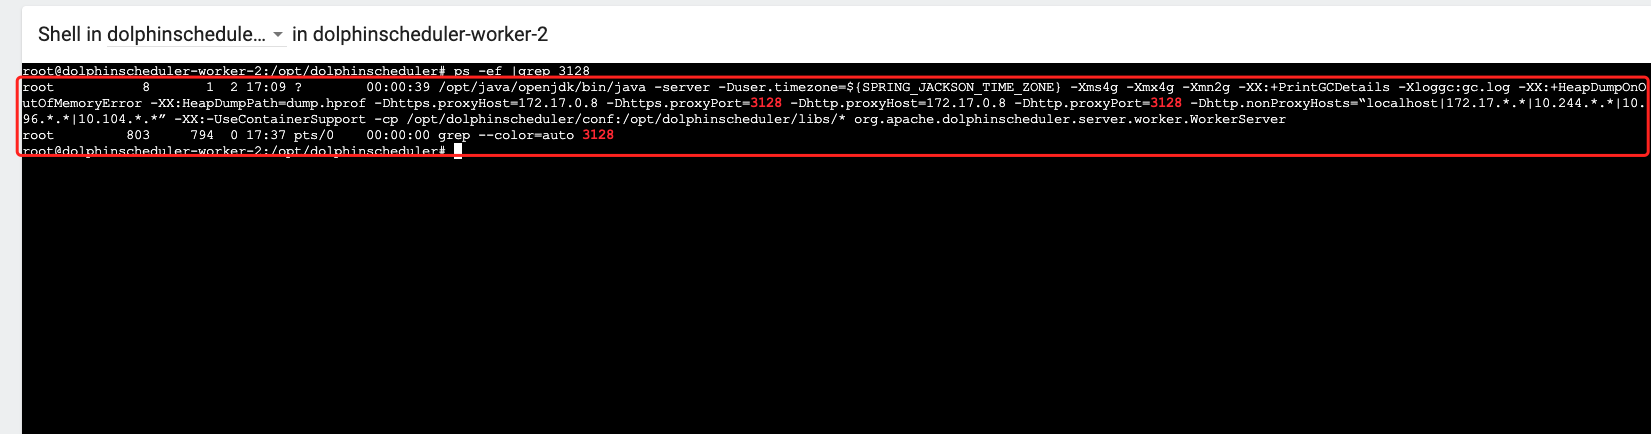 Shell in dolphinschedule... in dolphinscheduler-worker-2
root@dolphinscheduler-worker-2:/opt/dolphinscheduler# ps -ef |grep 3128
root 8 1 2 17:09 ? 00:00:39 /opt/java/openjdk/bin/java -server -Duser.timezone=${SPRING_JACKSON_TIME_ZONE} -Xms4g -Xmx4g -Xmn2g -XX:+PrintGCDetails -Xloggc:gc.log -XX:+HeapDumpOnO
utOfMemoryError -XX:HeapDumpPath=dump.hprof -Dhttps.proxyHost=172.17.0.8 -Dhttps.proxyPort=3128 -Dhttp.proxyHost=172.17.0.8 -Dhttp.proxyPort=3128 -Dhttp.nonProxyHosts=“localhost|172.17.*.*|10.244.*.*|10.
96.*.*|10.104.*.*” -XX:-UseContainerSupport -cp /opt/dolphinscheduler/conf:/opt/dolphinscheduler/libs/* org.apache.dolphinscheduler.server.worker.WorkerServer
root 803 794 0 17:37 pts/0 00:00:00 grep --color=auto 3128
root@dolphinscheduler-worker-2:/opt/dolphinscheduler#